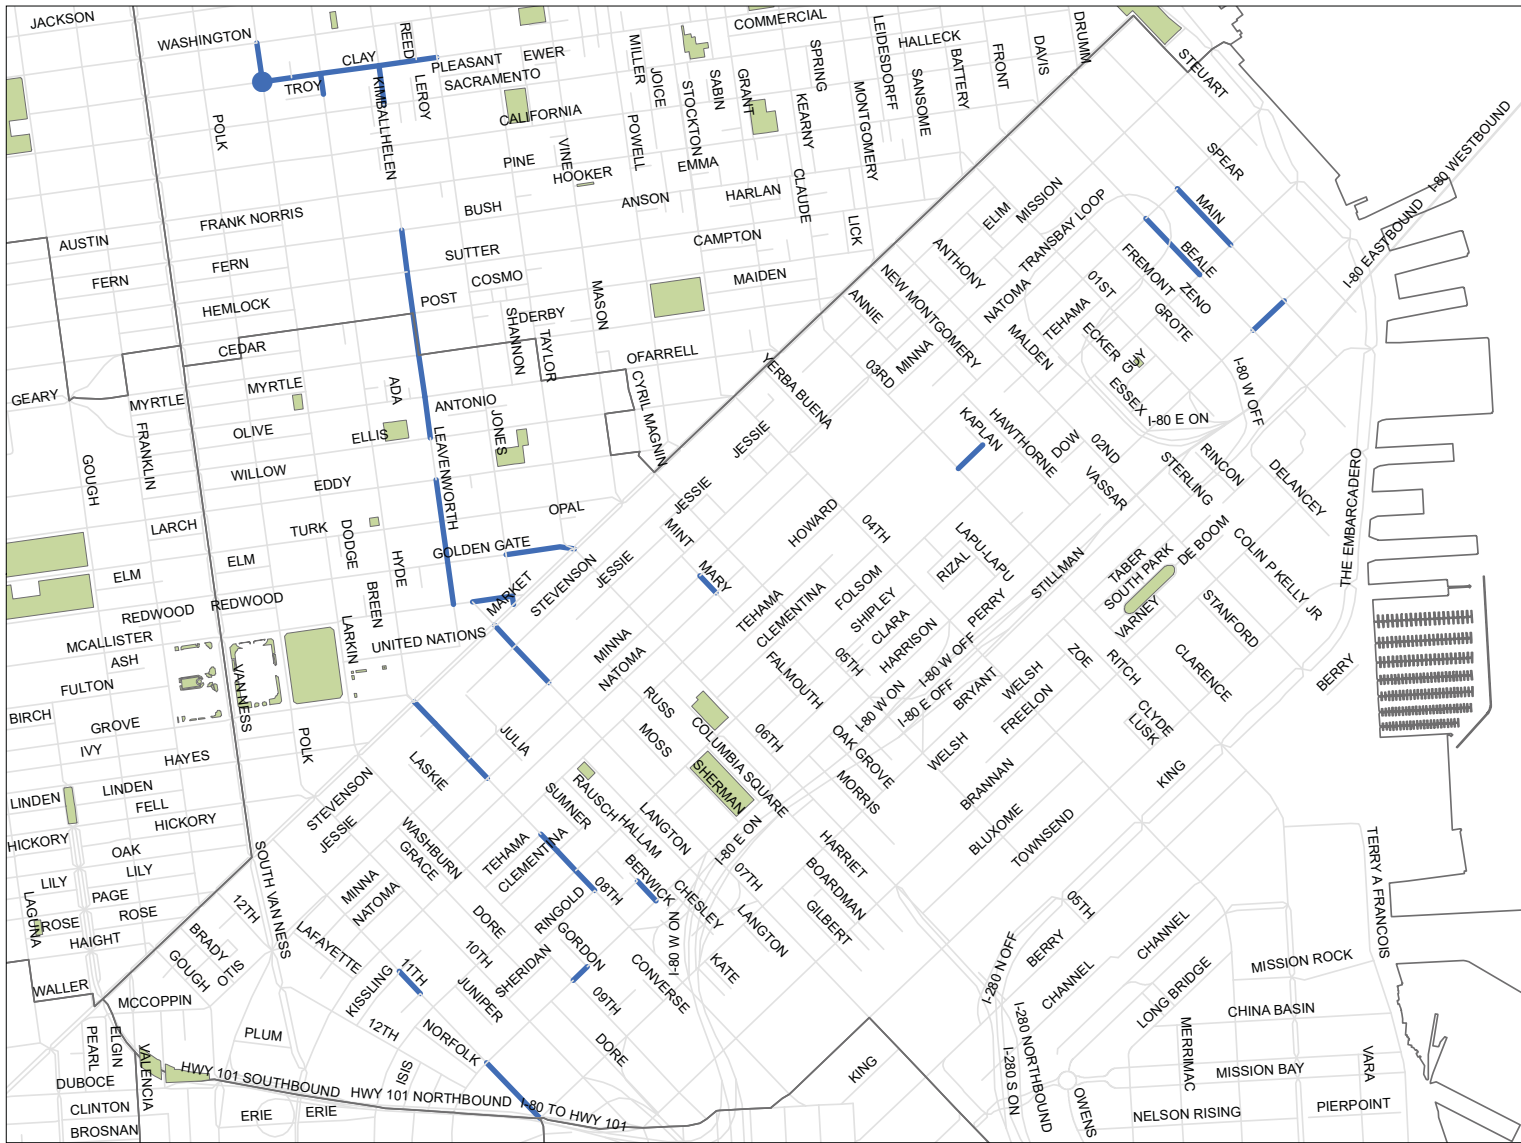 JACKSON
WASHINGTON
REED
CLAY
PLEASANT
EWER
COMMERCIAL
TROY
KIMBALL
HELEN
LEROY
SACRAMENTO
CALIFORNIA
POLK
MILLER
JOICE
STOCKTON
SABIN
GRANT
SPRING
KEARNY
LEIDESDORFF
MONTGOMERY
HALLECK
SANSOME
BATTERY
FRONT
DAVIS
DRUMM
STEUART
PINE
VINE
HOOKER
POWELL
EMMA
ANSON
HARLAN
CLAUDE
LICK
SPEAR
I-80 WESTBOUND
FRANK NORRIS
BUSH
AUSTIN
FERN
FERN
SUTTER
CAMPTON
MAIDEN
ELIM
MISSION
TRANSBAY LOOP
MAIN
BEALE
I-80 EASTBOUND
HEMLOCK
POST
COSMO
DERBY
SHANNON
TAYLOR
MASON
ANTHONY
NEW MONTGOMERY
ANNIE
NATOMA
TEHAMA
01ST
FREMONT
ZENO
GROTE
CEDAR
OFARRELL
CYRIL MAGNIN
YERBA BUENA
03RD
MINNA
MALDEN
ECKER
GUY
ESSEX
I-80 W OFF
I-80 E ON
GEARY
MYRTLE
MYRTLE
ADA
ANTONIO
JONES
FRANKLIN
GOUGH
OLIVE
ELLIS
LEAVENWORTH
WILLOW
EDDY
JESSIE
KAPLAN
HAWTHORNE
DOW
02ND
VASSAR
STERLING
RINCON
DELANCEY
THE EMBARCADERO
LARCH
TURK
OPAL
DODGE
JESSIE
MINT
HOWARD
04TH
LAPU-LAPU
RIZAL
STILLMAN
TABER
DE BOOM
SOUTH PARK
COLIN P KELLY JR
ELM
ELM
HYDE
GOLDEN GATE
MARKET
STEVENSON
JESSIE
MARY
REDWOOD
REDWOOD
BREEN
LARKIN
UNITED NATIONS
TEHAMA
CLEMENTINA
FOLSOM
SHIPLEY
CLARA
HARRISON
PERRY
VARNEY
STANFORD
MCALLISTER
ASH
FULTON
BIRCH
VAN NESS
MINNA
NATOMA
FALMOUTH
05TH
I-80 W OFF
I-80 W ON
I-80 E OFF
BRYANT
WELSH
FREELON
ZOE
RITCH
CLARENCE
BERRY
GROVE
IVY
HAYES
POLK
RUSS
MOSS
COLUMBIA SQUARE
06TH
OAK GROVE
MORRIS
WELSH
BRANNAN
CLYDE
LUSK
KING
LINDEN
LINDEN
FELL
HICKORY
HICKORY
OAK
LILY
LILY
PAGE
ROSE
ROSE
LAGUNA
HAIGHT
WALLER
STEVENSON
JESSIE
LASKIE
JULIA
SHERMAN
RAUSCH
SUMNER
HALLAM
LANGTON
I-80 E ON
HARRIET
BOARDMAN
GILBERT
BLUXOME
TOWNSEND
TERRY A FRANCOIS
SOUTH VAN NESS
WASHBURN
GRACE
MINNA
NATOMA
TEHAMA
CLEMENTINA
BERWICK
CHESLEY
07TH
LANGTON
08TH
RINGOLD
GORDON
DORE
10TH
SHERIDAN
JUNIPER
I-80 W ON
KATE
CONVERSE
09TH
12TH
LAFAYETTE
BRADY
GOUGH
OTIS
KISSLING
11TH
12TH
NORFOLK
DORE
05TH
BERRY
CHANNEL
CHANNEL
LONG BRIDGE
MISSION ROCK
CHINA BASIN
I-280 N OFF
I-280 NORTHBOUND
I-280 S ON
MCCOPPIN
PEARL
ELGIN
VALENCIA
PLUM
DUBOCE
CLINTON
BROSNAN
HWY 101 SOUTHBOUND
HWY 101 NORTHBOUND
I-80 TO HWY 101
ISIS
ERIE
ERIE
KING
OWENS
MERRIMAC
MISSION BAY
VARA
NELSON RISING
PIERPOINT